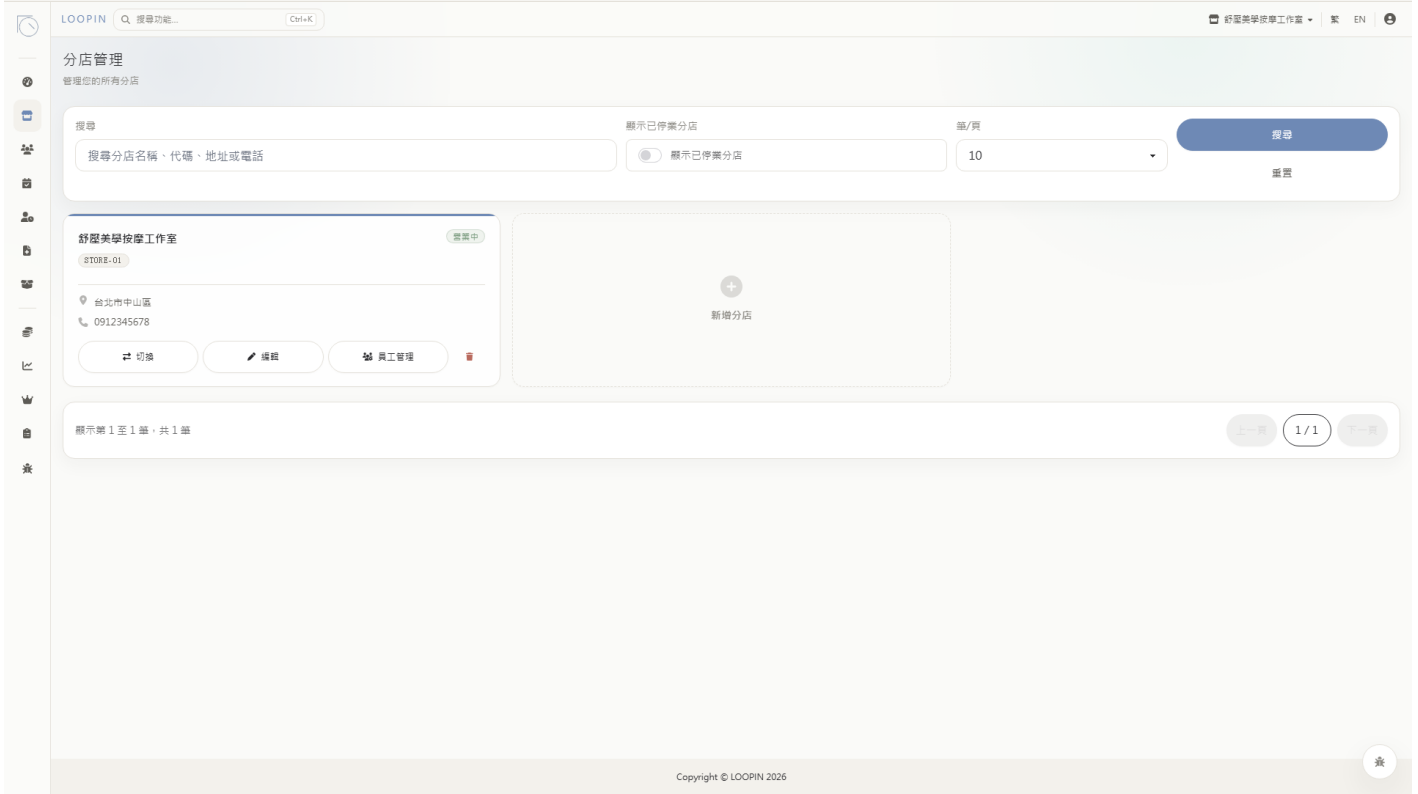 LOOPIN
搜尋功能...
Ctrl+K
舒壓美學按摩工作室
繁
EN
分店管理
管理您的所有分店
搜尋
顯示已停業分店
筆/頁
搜尋分店名稱、代碼、地址或電話
顯示已停業分店
10
搜尋
重置
舒壓美學按摩工作室
營業中
STORE-01
台北市中山區
0912345678
切換
編輯
員工管理
新增分店
顯示第 1 至 1 筆，共 1 筆
上一頁
1 / 1
下一頁
Copyright © LOOPIN 2026